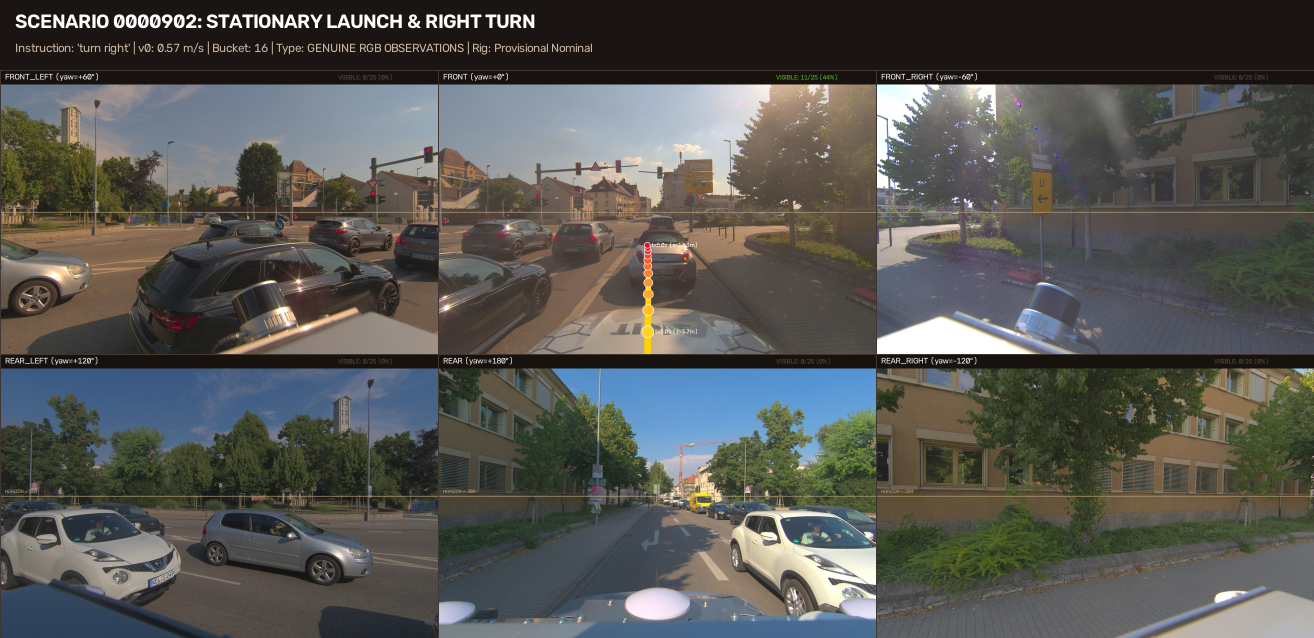 SCENARIO 0000902: STATIONARY LAUNCH & RIGHT TURN
Instruction: 'turn right' | v0: 0.57 m/s | Bucket: 16 | Type: GENUINE RGB OBSERVATIONS | Rig: Provisional Nominal
FRONT_LEFT (yaw=+60°)
VISIBLE: 0/25 (0%)
FRONT (yaw=+0°)
VISIBLE: 11/25 (44%)
FRONT_RIGHT (yaw=-60°)
VISIBLE: 0/25 (0%)
U
REAR_LEFT (yaw=+120°)
VISIBLE: 0/25 (0%)
REAR (yaw=+180°)
VISIBLE: 0/25 (0%)
REAR_RIGHT (yaw=-120°)
VISIBLE: 0/25 (0%)